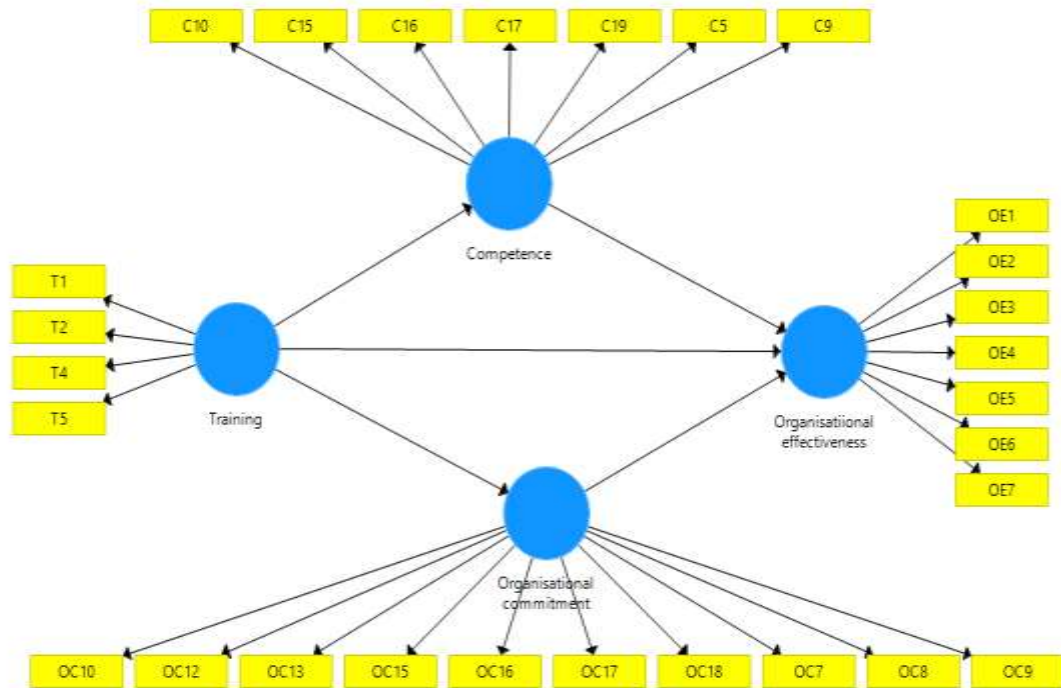 C10 C15 C16 C17 C19 C5 C9
Competence
OE1
OE2
OE3
OE4
OE5
OE6
OE7
T1
T2
T4
T5
Training
Organisatiional
effectiveness
Organisational
commitment
OC10 OC12 OC13 OC15 OC16 OC17 OC18 OC7 OC8 OC9